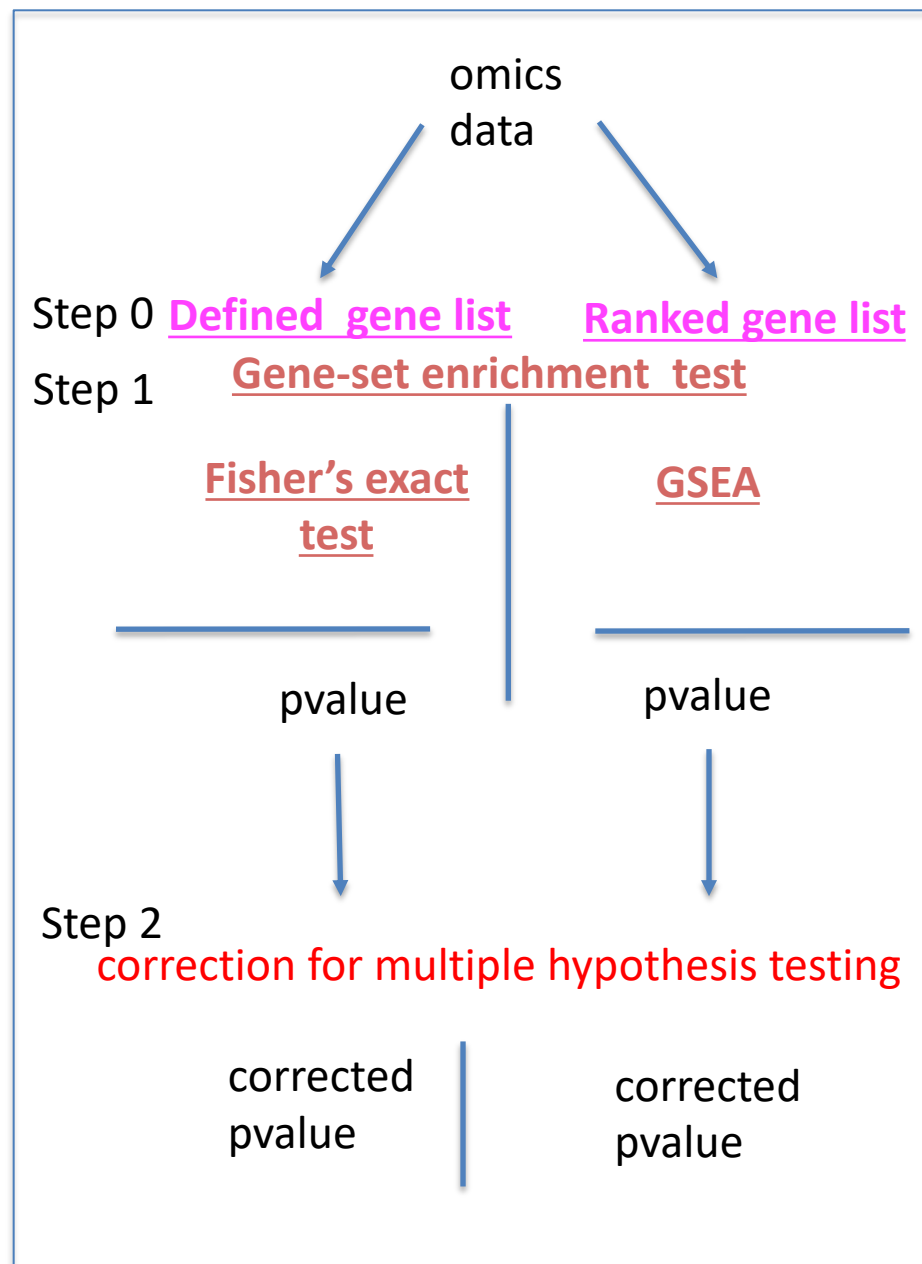 omics
data
Step 0 Defined  gene list Ranked gene list
Step 1 Gene-set enrichment  test
Fisher’s exact
test
GSEA
pvalue
pvalue
Step 2
correction for multiple hypothesis testing
corrected
pvalue
corrected
pvalue